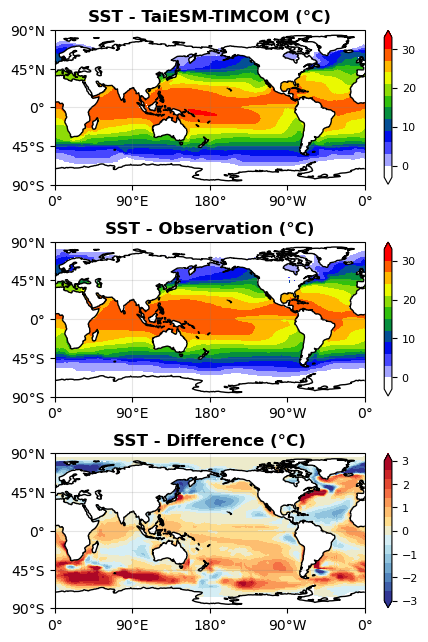 SST - TaiESM-TIMCOM (°C)
90°N
45°N
0°
45°S
90°S
0° 90°E 180° 90°W 0°
30
20
10
0
SST - Observation (°C)
90°N
45°N
0°
45°S
90°S
0° 90°E 180° 90°W 0°
30
20
10
0
SST - Difference (°C)
90°N
45°N
0°
45°S
90°S
0° 90°E 180° 90°W 0°
3
2
1
0
−1
−2
−3